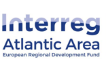 Interreg
Atlantic Area
European Regional Development Fund